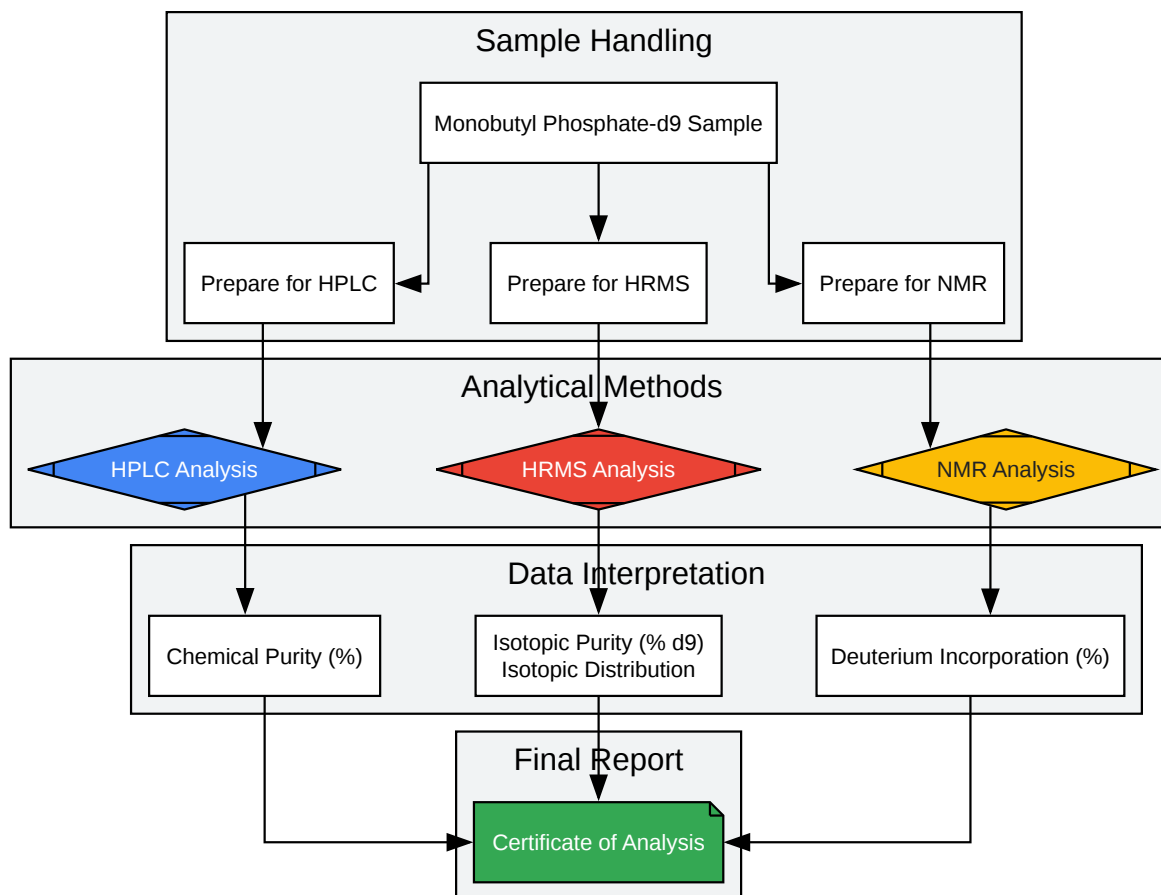 Sample Handling
Monobutyl Phosphate-d9 Sample
Prepare for HPLC
Prepare for HRMS
Prepare for NMR
Analytical Methods
HPLC Analysis
HRMS Analysis
NMR Analysis
Data Interpretation
Chemical Purity (%)
Isotopic Purity (% d9)
Isotopic Distribution
Deuterium Incorporation (%)
Final Report
Certificate of Analysis